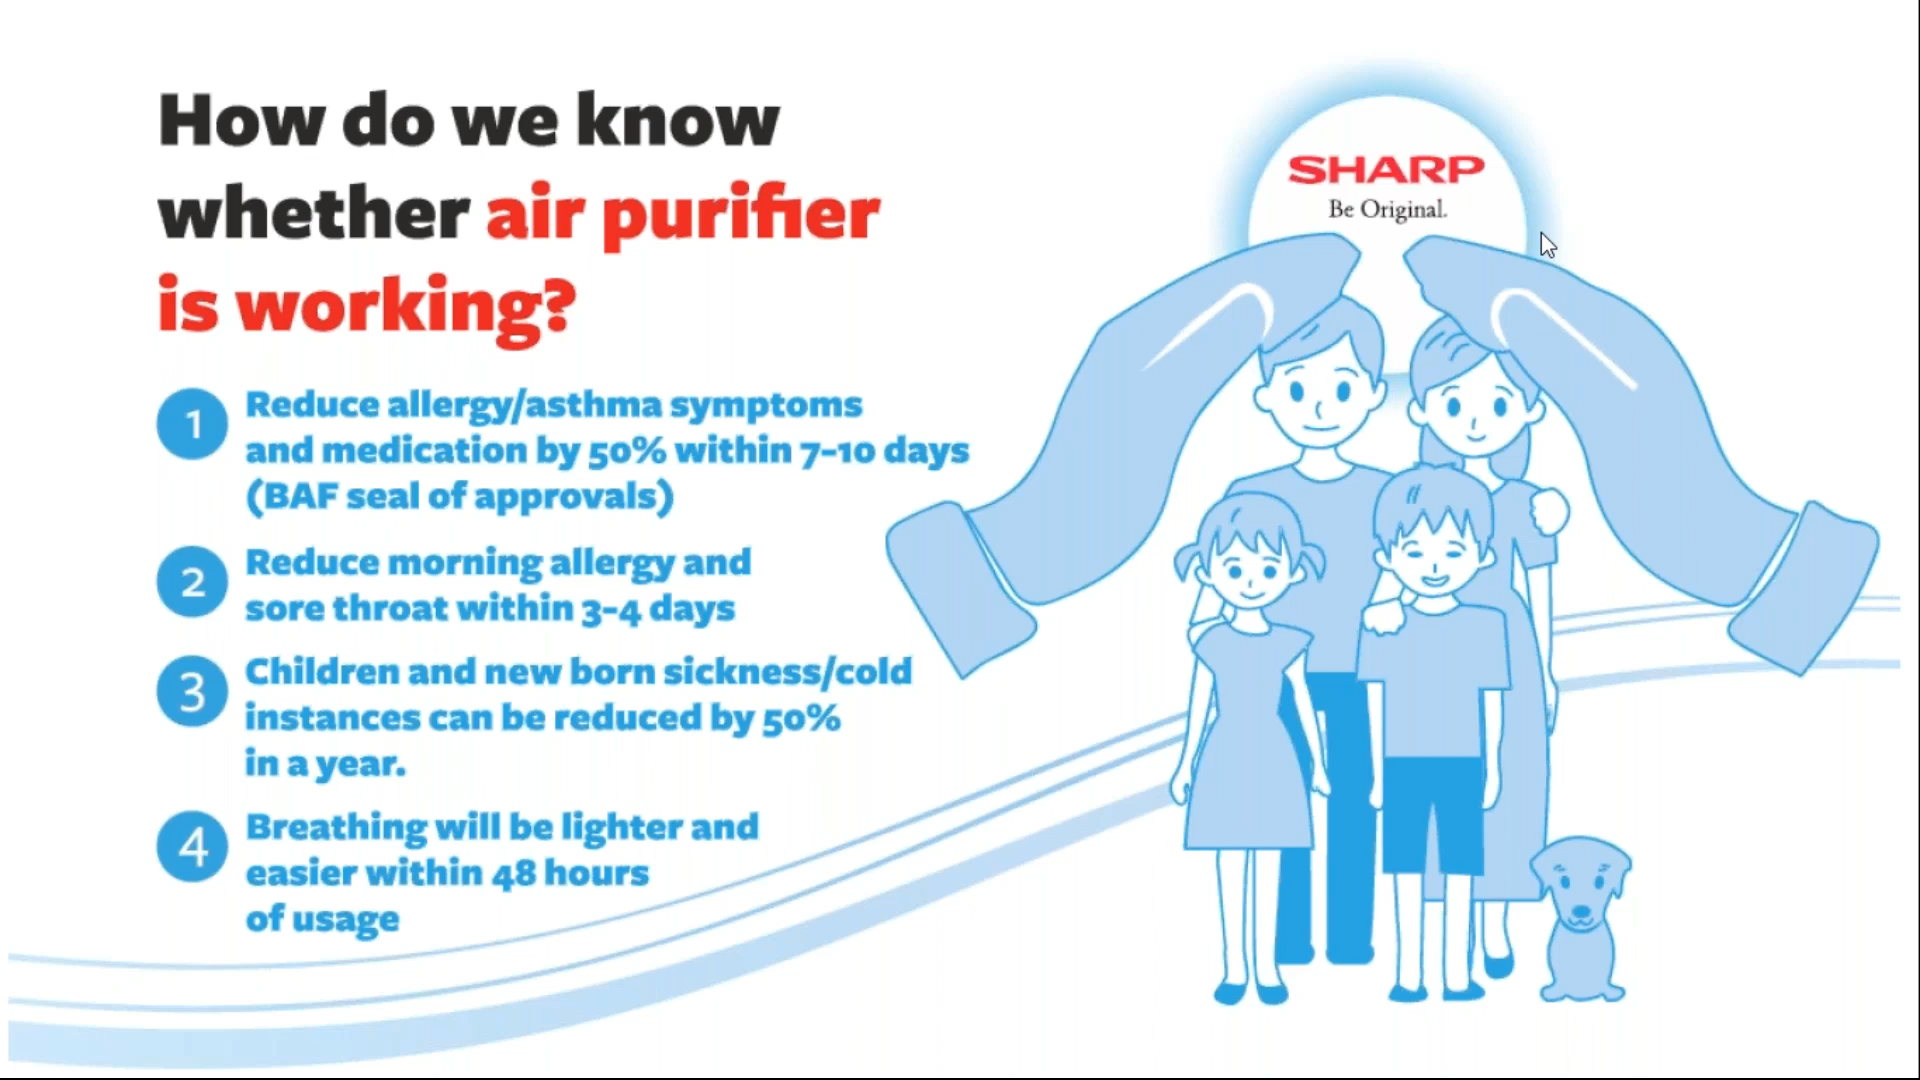 How do we know
whether air purifier
is working?
1
Reduce allergy/asthma symptoms
and medication by 50% within 7-10 days
(BAF seal of approvals)
2
Reduce morning allergy and
sore throat within 3-4 days
3
Children and new born sickness/cold
instances can be reduced by 50%
in a year.
4
Breathing will be lighter and
easier within 48 hours
of usage
SHARP
Be Original.